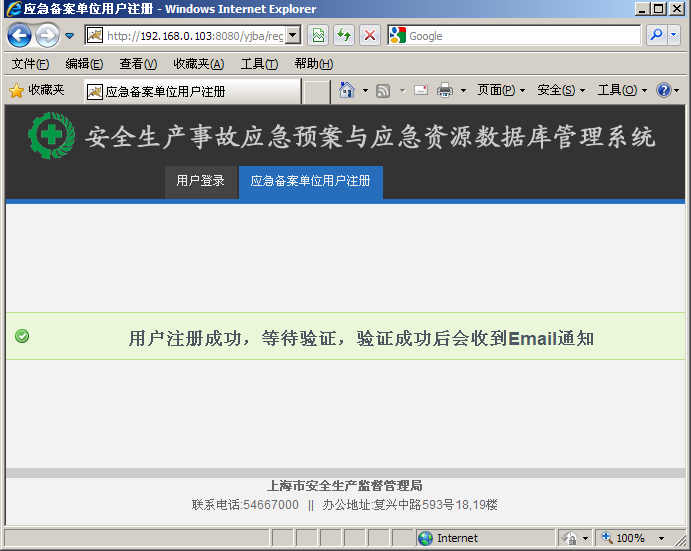 应急备案单位用户注册 - Windows Internet Explorer
http://192.168.0.103:8080/yjba/reg
Google
文件(F) 编辑(E) 查看(V) 收藏夹(A) 工具(T) 帮助(H)
收藏夹 应急备案单位用户注册 页面(P) 安全(S) 工具(O)
安全生产事故应急预案与应急资源数据库管理系统
用户登录 应急备案单位用户注册
用户注册成功，等待验证，验证成功后会收到Email通知
上海市安全生产监督管理局
联系电话:54667000 || 办公地址:复兴中路593号18,19楼
Internet 100%